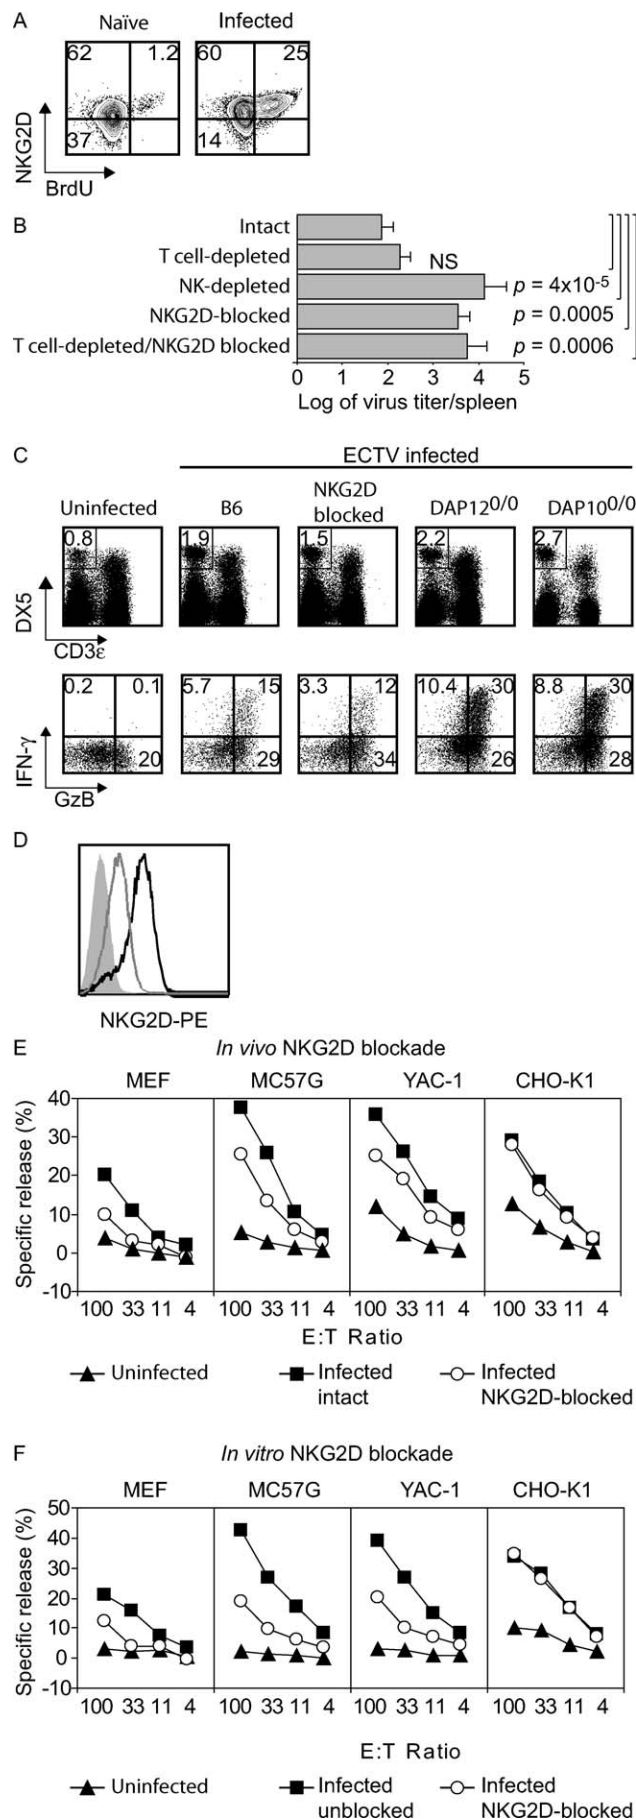 A
Naïve
Infected
62
1.2
37
60
25
14
NKG2D
BrdU
B
Intact
T cell-depleted
NS
NK-depleted
p = 4x10-5
NKG2D-blocked
p = 0.0005
T cell-depleted/NKG2D blocked
p = 0.0006
0 1 2 3 4 5
Log of virus titer/spleen
C
ECTV infected
Uninfected
B6
NKG2D
blocked
DAP120/0
DAP100/0
0.8
1.9
1.5
2.2
2.7
DX5
CD3ε
0.2 0.1
20
5.7 15
29
3.3 12
34
10.4 30
26
8.8 30
28
IFN-γ
GzB
D
NKG2D-PE
E
In vivo NKG2D blockade
MEF
MC57G
YAC-1
CHO-K1
Specific release (%)
40
30
20
10
0
-10
100 33 11 4
100 33 11 4
100 33 11 4
100 33 11 4
E:T Ratio
Uninfected
Infected
intact
Infected
NKG2D-blocked
F
In vitro NKG2D blockade
MEF
MC57G
YAC-1
CHO-K1
Specific release (%)
50
40
30
20
10
0
-10
100 33 11 4
100 33 11 4
100 33 11 4
100 33 11 4
E:T Ratio
Uninfected
Infected
unblocked
Infected
NKG2D-blocked